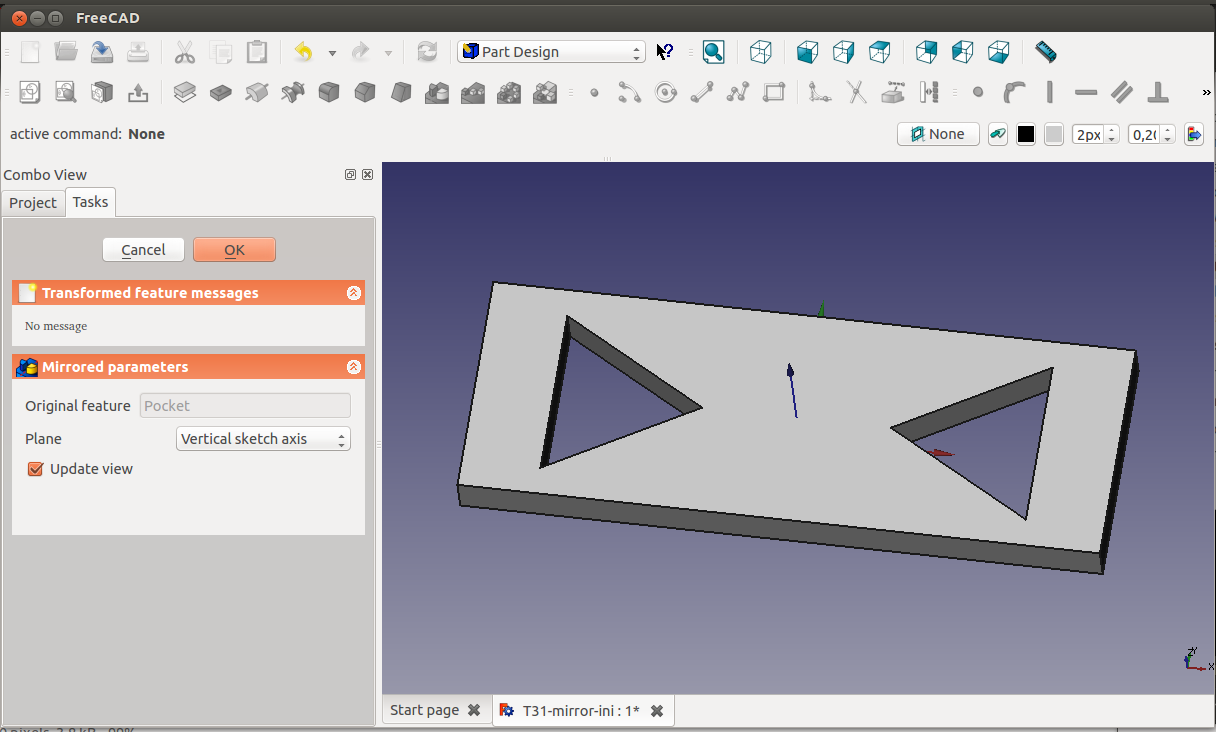 FreeCAD
Part Design
»
active command: None
None
2px
0,20
Combo View
Project
Tasks
Cancel
OK
Transformed feature messages
No message
Mirrored parameters
Original feature
Pocket
Plane
Vertical sketch axis
Update view
Z
Y
X
Start page
T31-mirror-ini : 1*